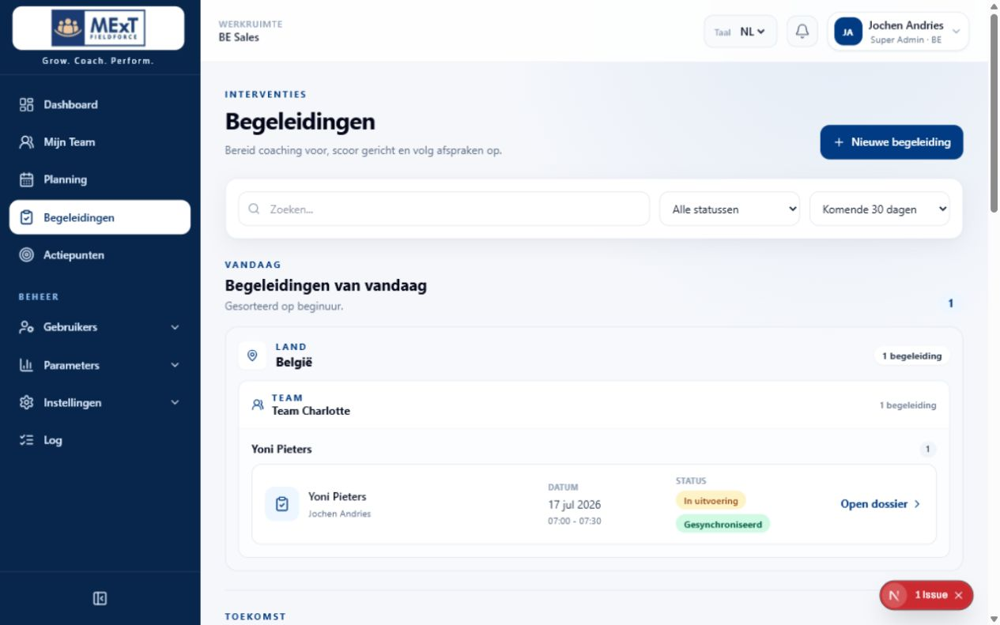 MExT
FIELDFORCE
Grow. Coach. Perform.
Dashboard
Mijn Team
Planning
Begeleidingen
Actiepunten
BEHEER
Gebruikers
Parameters
Instellingen
Log
WERKRUIMTE
BE Sales
Taal NL
JA
Jochen Andries
Super Admin · BE
INTERVENTIES
Begeleidingen
Bereid coaching voor, scoor gericht en volg afspraken op.
+ Nieuwe begeleiding
Zoeken...
Alle statussen
Komende 30 dagen
VANDAAG
Begeleidingen van vandaag
Gesorteerd op beginuur.
1
LAND
België
1 begeleiding
TEAM
Team Charlotte
1 begeleiding
Yoni Pieters
1
Yoni Pieters
Jochen Andries
DATUM
17 jul 2026
07:00 - 07:30
STATUS
In uitvoering
Gesynchroniseerd
Open dossier
N 1 Issue
TOEKOMST